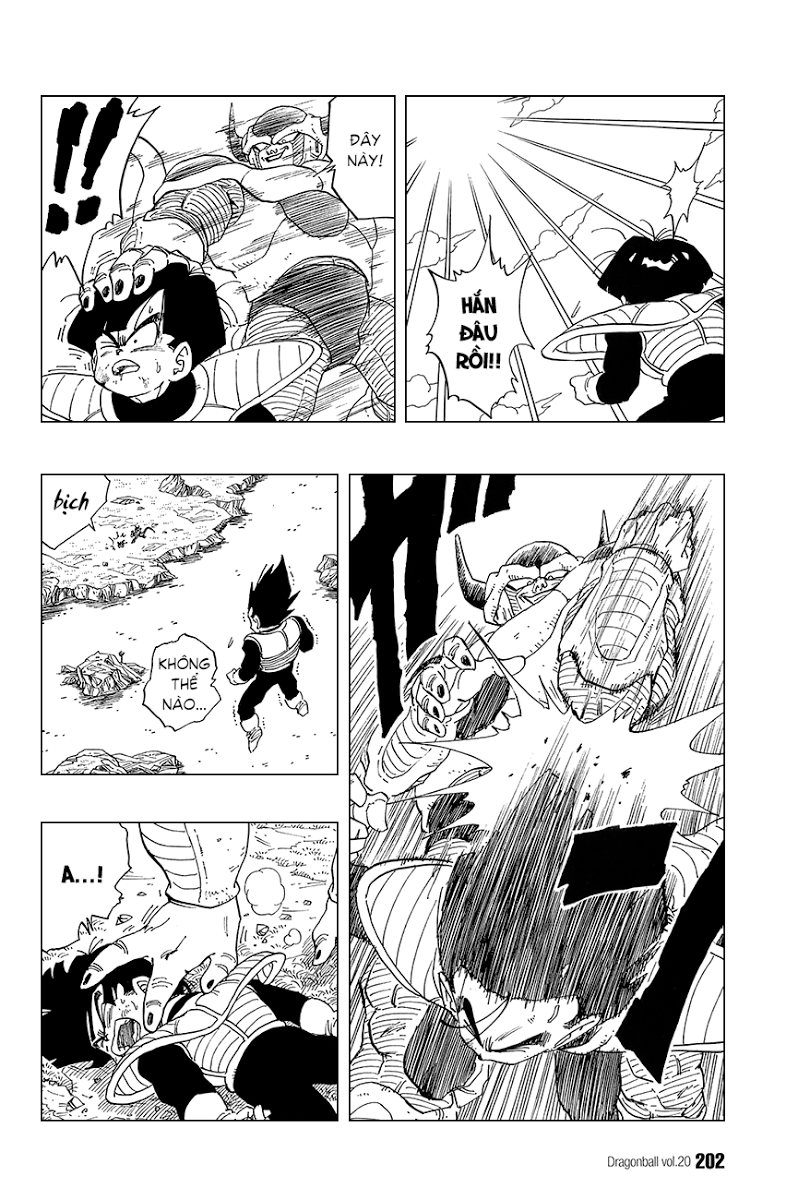 HẮN
ĐÂU
RỒI!!
ĐÂY
NÀY!
!!
bịch
KHÔNG
THỂ
NÀO...
A...!
Dragonball vol.20 202